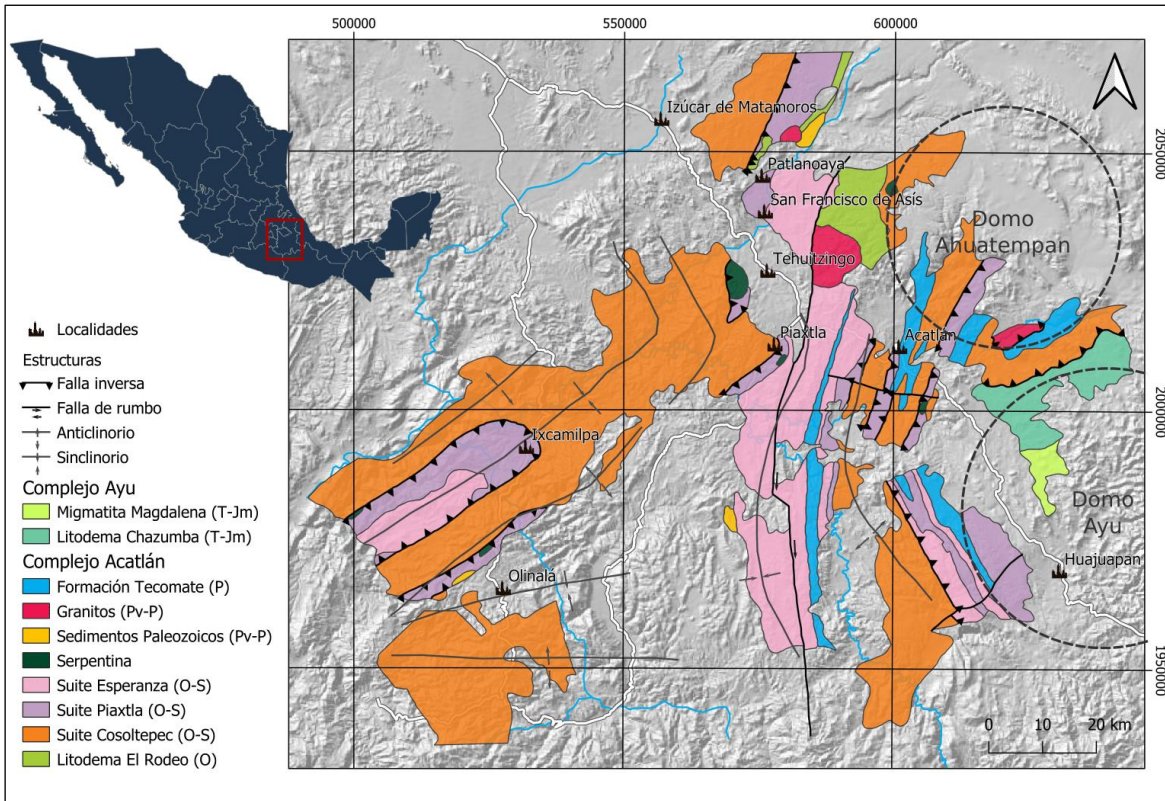 500000
550000
600000
2050000
2000000
1950000
Izúcar de Matamoros
Patlanoaya
San Francisco de Asís
Domo
Ahuatempan
Tehuitzingo
Piaxtla
Acatlán
Ixcamilpa
Domo
Ayu
Huajuapan
Olinala
0 10 20 km
Localidades
Estructuras
Falla inversa
Falla de rumbo
Anticlinorio
Sinclinorio
Complejo Ayu
Migmatita Magdalena (T-Jm)
Litodema Chazumba (T-Jm)
Complejo Acatlán
Formación Tecomate (P)
Granitos (Pv-P)
Sedimentos Paleozoicos (Pv-P)
Serpentina
Suite Esperanza (O-S)
Suite Piaxtla (O-S)
Suite Cosoltepec (O-S)
Litodema El Rodeo (O)